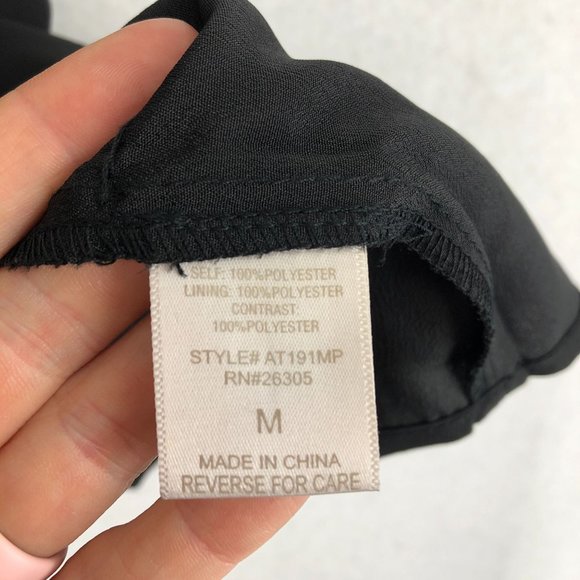 SELF: 100%POLYESTER
LINING: 100%POLYESTER
CONTRAST:
100%POLYESTER
STYLE# AT191MP
RN#26305
M
MADE IN CHINA
REVERSE FOR CARE